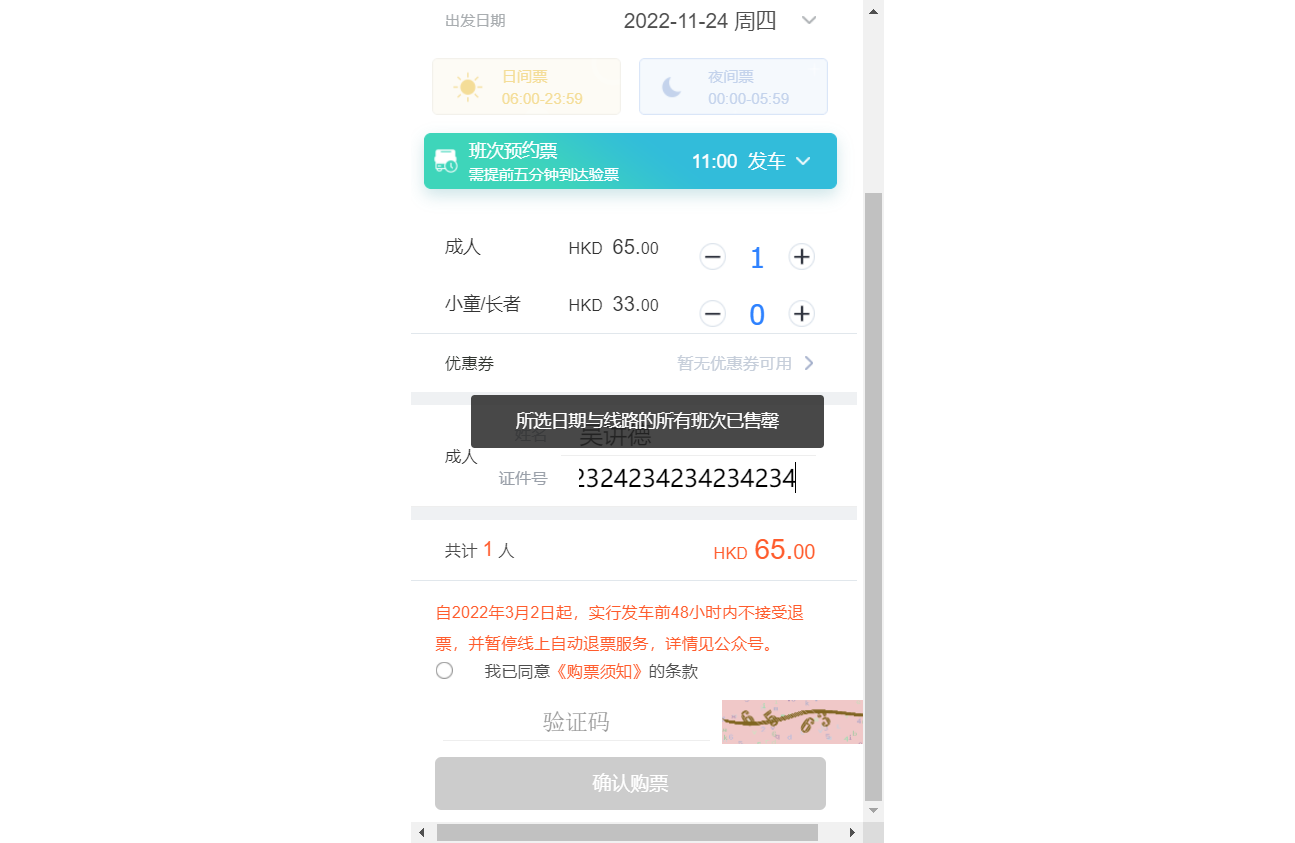 出发日期 2022-11-24 周四
日间票 夜间票
06:00-23:59 00:00-05:59
班次预约票
需提前五分钟到达验票
11:00 发车
成人 HKD 65.00 1
小童/长者 HKD 33.00 0
优惠券 暂无优惠券可用
所选日期与线路的所有班次已售罄
姓名 吴讲德
成人
证件号 2324234234234234
共计 1 人 HKD 65.00
自2022年3月2日起，实行发车前48小时内不接受退
票，并暂停线上自动退票服务，详情见公众号。
我已同意《购票须知》的条款
验证码
确认购票